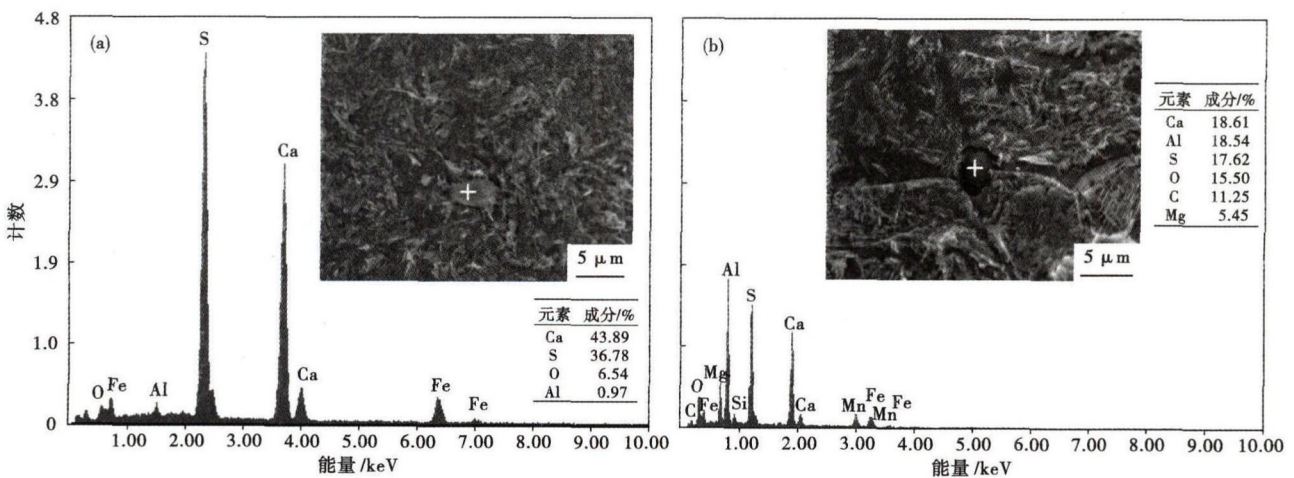 4.8
3.8
2.9
1.9
1.0
0
计数
(a)
S
Ca
Ca
O
Fe
Al
Fe
Fe
5 μm
元素 成分/%
Ca 43.89
S 36.78
O 6.54
Al 0.97
1.00 2.00 3.00 4.00 5.00 6.00 7.00 8.00 9.00 10.00
能量/keV
(b)
Al
S
Ca
O
Mg
C
Fe
Si
Ca
Mn
Fe
Mn
Fe
5 μm
元素 成分/%
Ca 18.61
Al 18.54
S 17.62
O 15.50
C 11.25
Mg 5.45
1.00 2.00 3.00 4.00 5.00 6.00 7.00 8.00 9.00 10.00
能量/keV